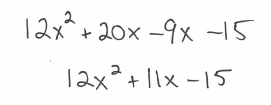 12x² + 20x - 9x - 15
12x² + 11x - 15